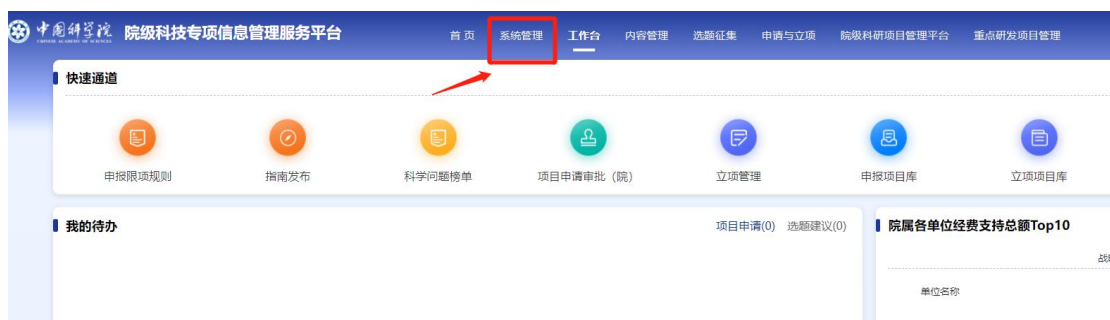 中国科学院 院级科技专项信息管理服务平台
首页 系统管理 工作台 内容管理 选题征集 申请与立项 院级科研项目管理平台 重点研发项目管理
快速通道
申报限项规则 指南发布 科学问题榜单 项目申请审批（院） 立项管理 申报项目库 立项项目库
我的待办 项目申请(0) 选题建议(0) 院属各单位经费支持总额Top10
单位名称